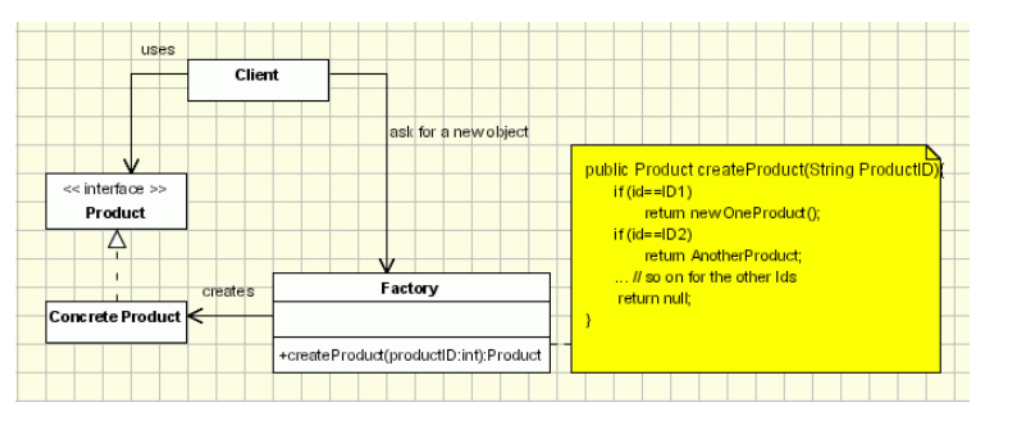 uses
Client
ask for a new object
<< interface >>
Product
creates
Concrete Product
Factory
+createProduct(productID:int):Product
public Product createProduct(String ProductID){
if (id==ID1)
return new OneProduct();
if (id==ID2)
return AnotherProduct;
... // so on for the other Ids
return null;
}